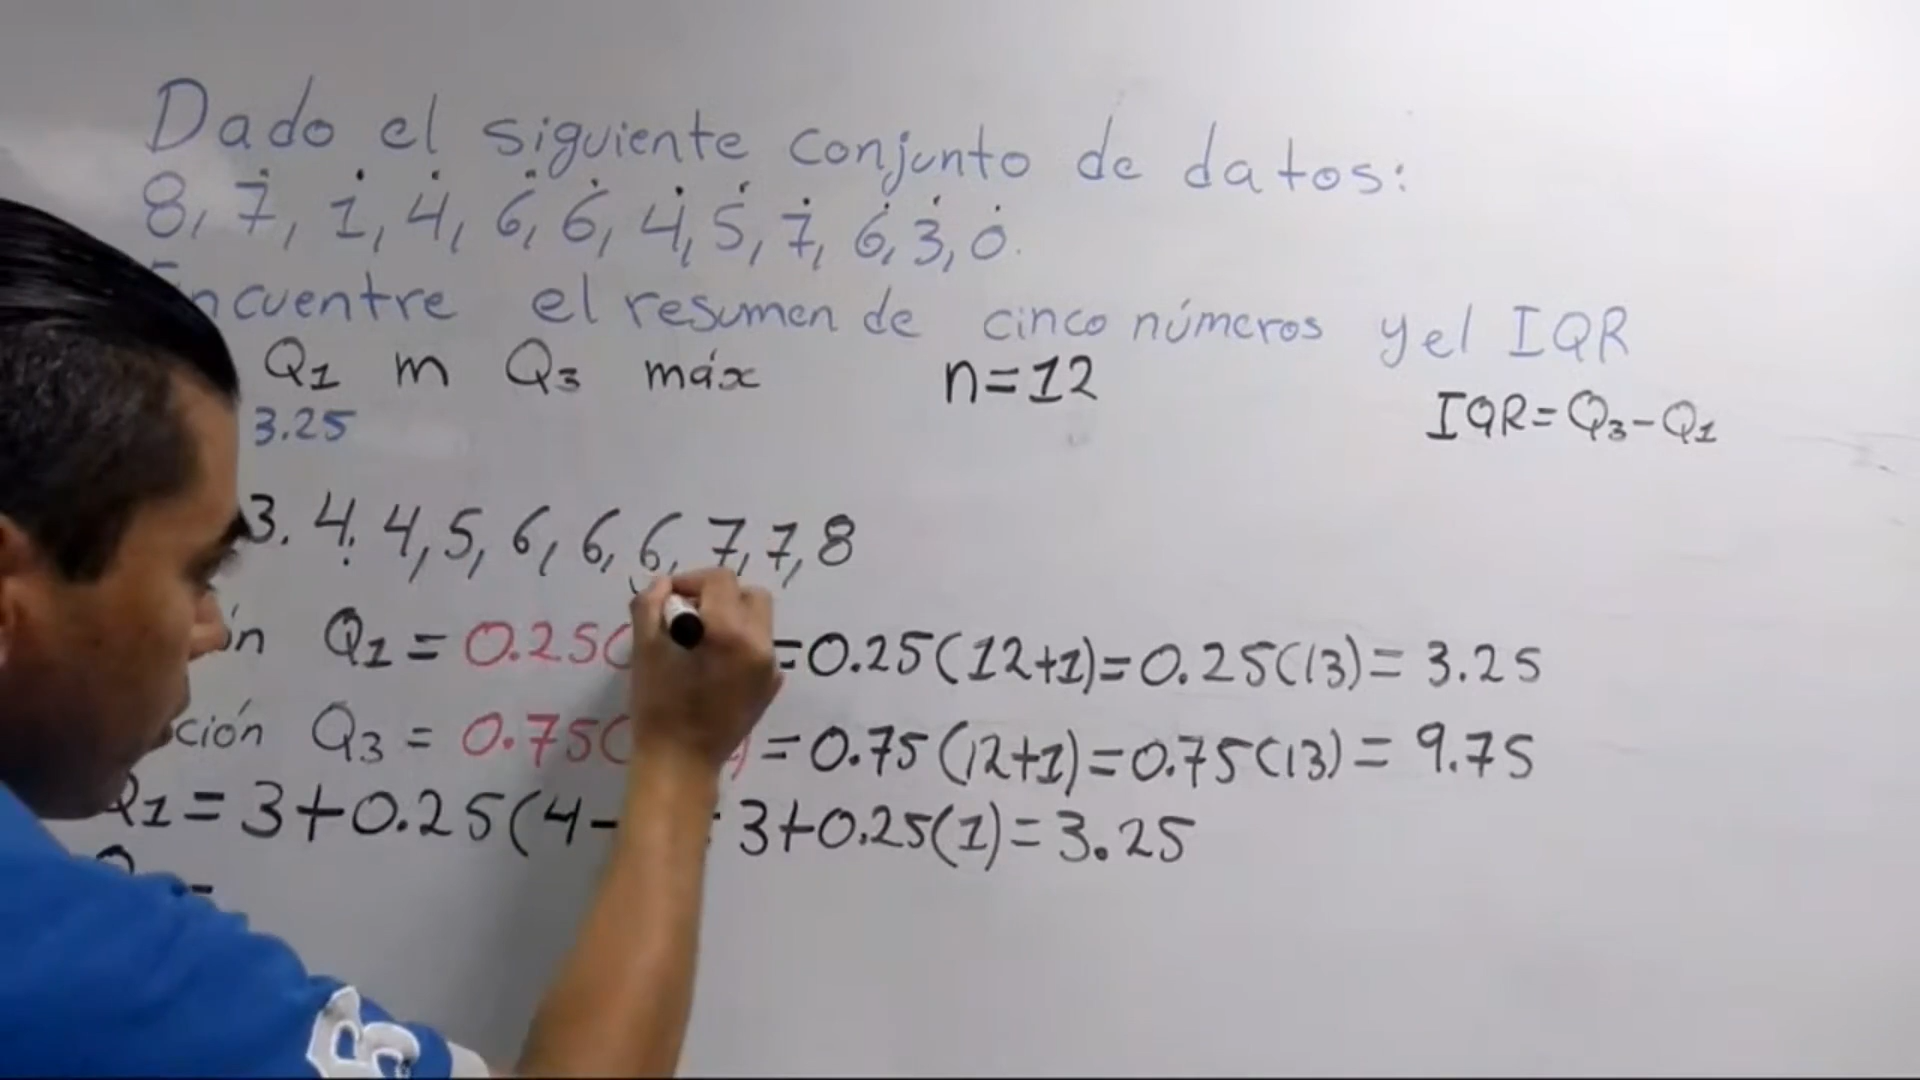 Dado el siguiente conjunto de datos:
8, 7, 1, 4, 6, 6, 4, 5, 7, 6, 3, 0.
ncuentre el resumen de cinco números y el IQR
Q1 m Q3 máx n=12
3.25
IQR=Q3-Q1
3. 4. 4, 5, 6, 6, 6, 7, 7, 8
ón Q1 = 0.25( =0.25(12+1)=0.25(13)= 3.25
ción Q3 = 0.75( ) =0.75(12+1)=0.75(13)= 9.75
Q1=3+0.25(4- 3+0.25(1)=3.25
=